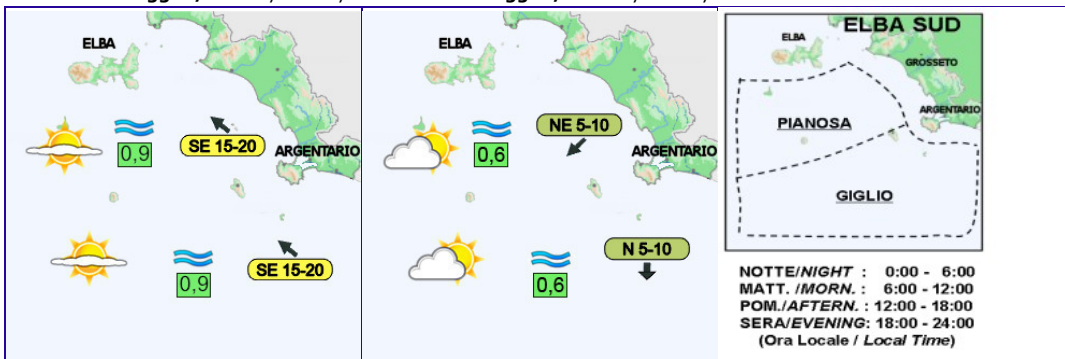 ELBA
0,9
SE 15-20
ARGENTARIO
0,9
SE 15-20
ELBA
0,6
NE 5-10
ARGENTARIO
0,6
N 5-10
ELBA SUD
ELBA
GROSSETO
ARGENTARIO
PIANOSA
GIGLIO
NOTTE/NIGHT : 0:00 - 6:00
MATT. /MORN. : 6:00 - 12:00
POM./AFTERN. : 12:00 - 18:00
SERA/EVENING: 18:00 - 24:00
(Ora Locale / Local Time)